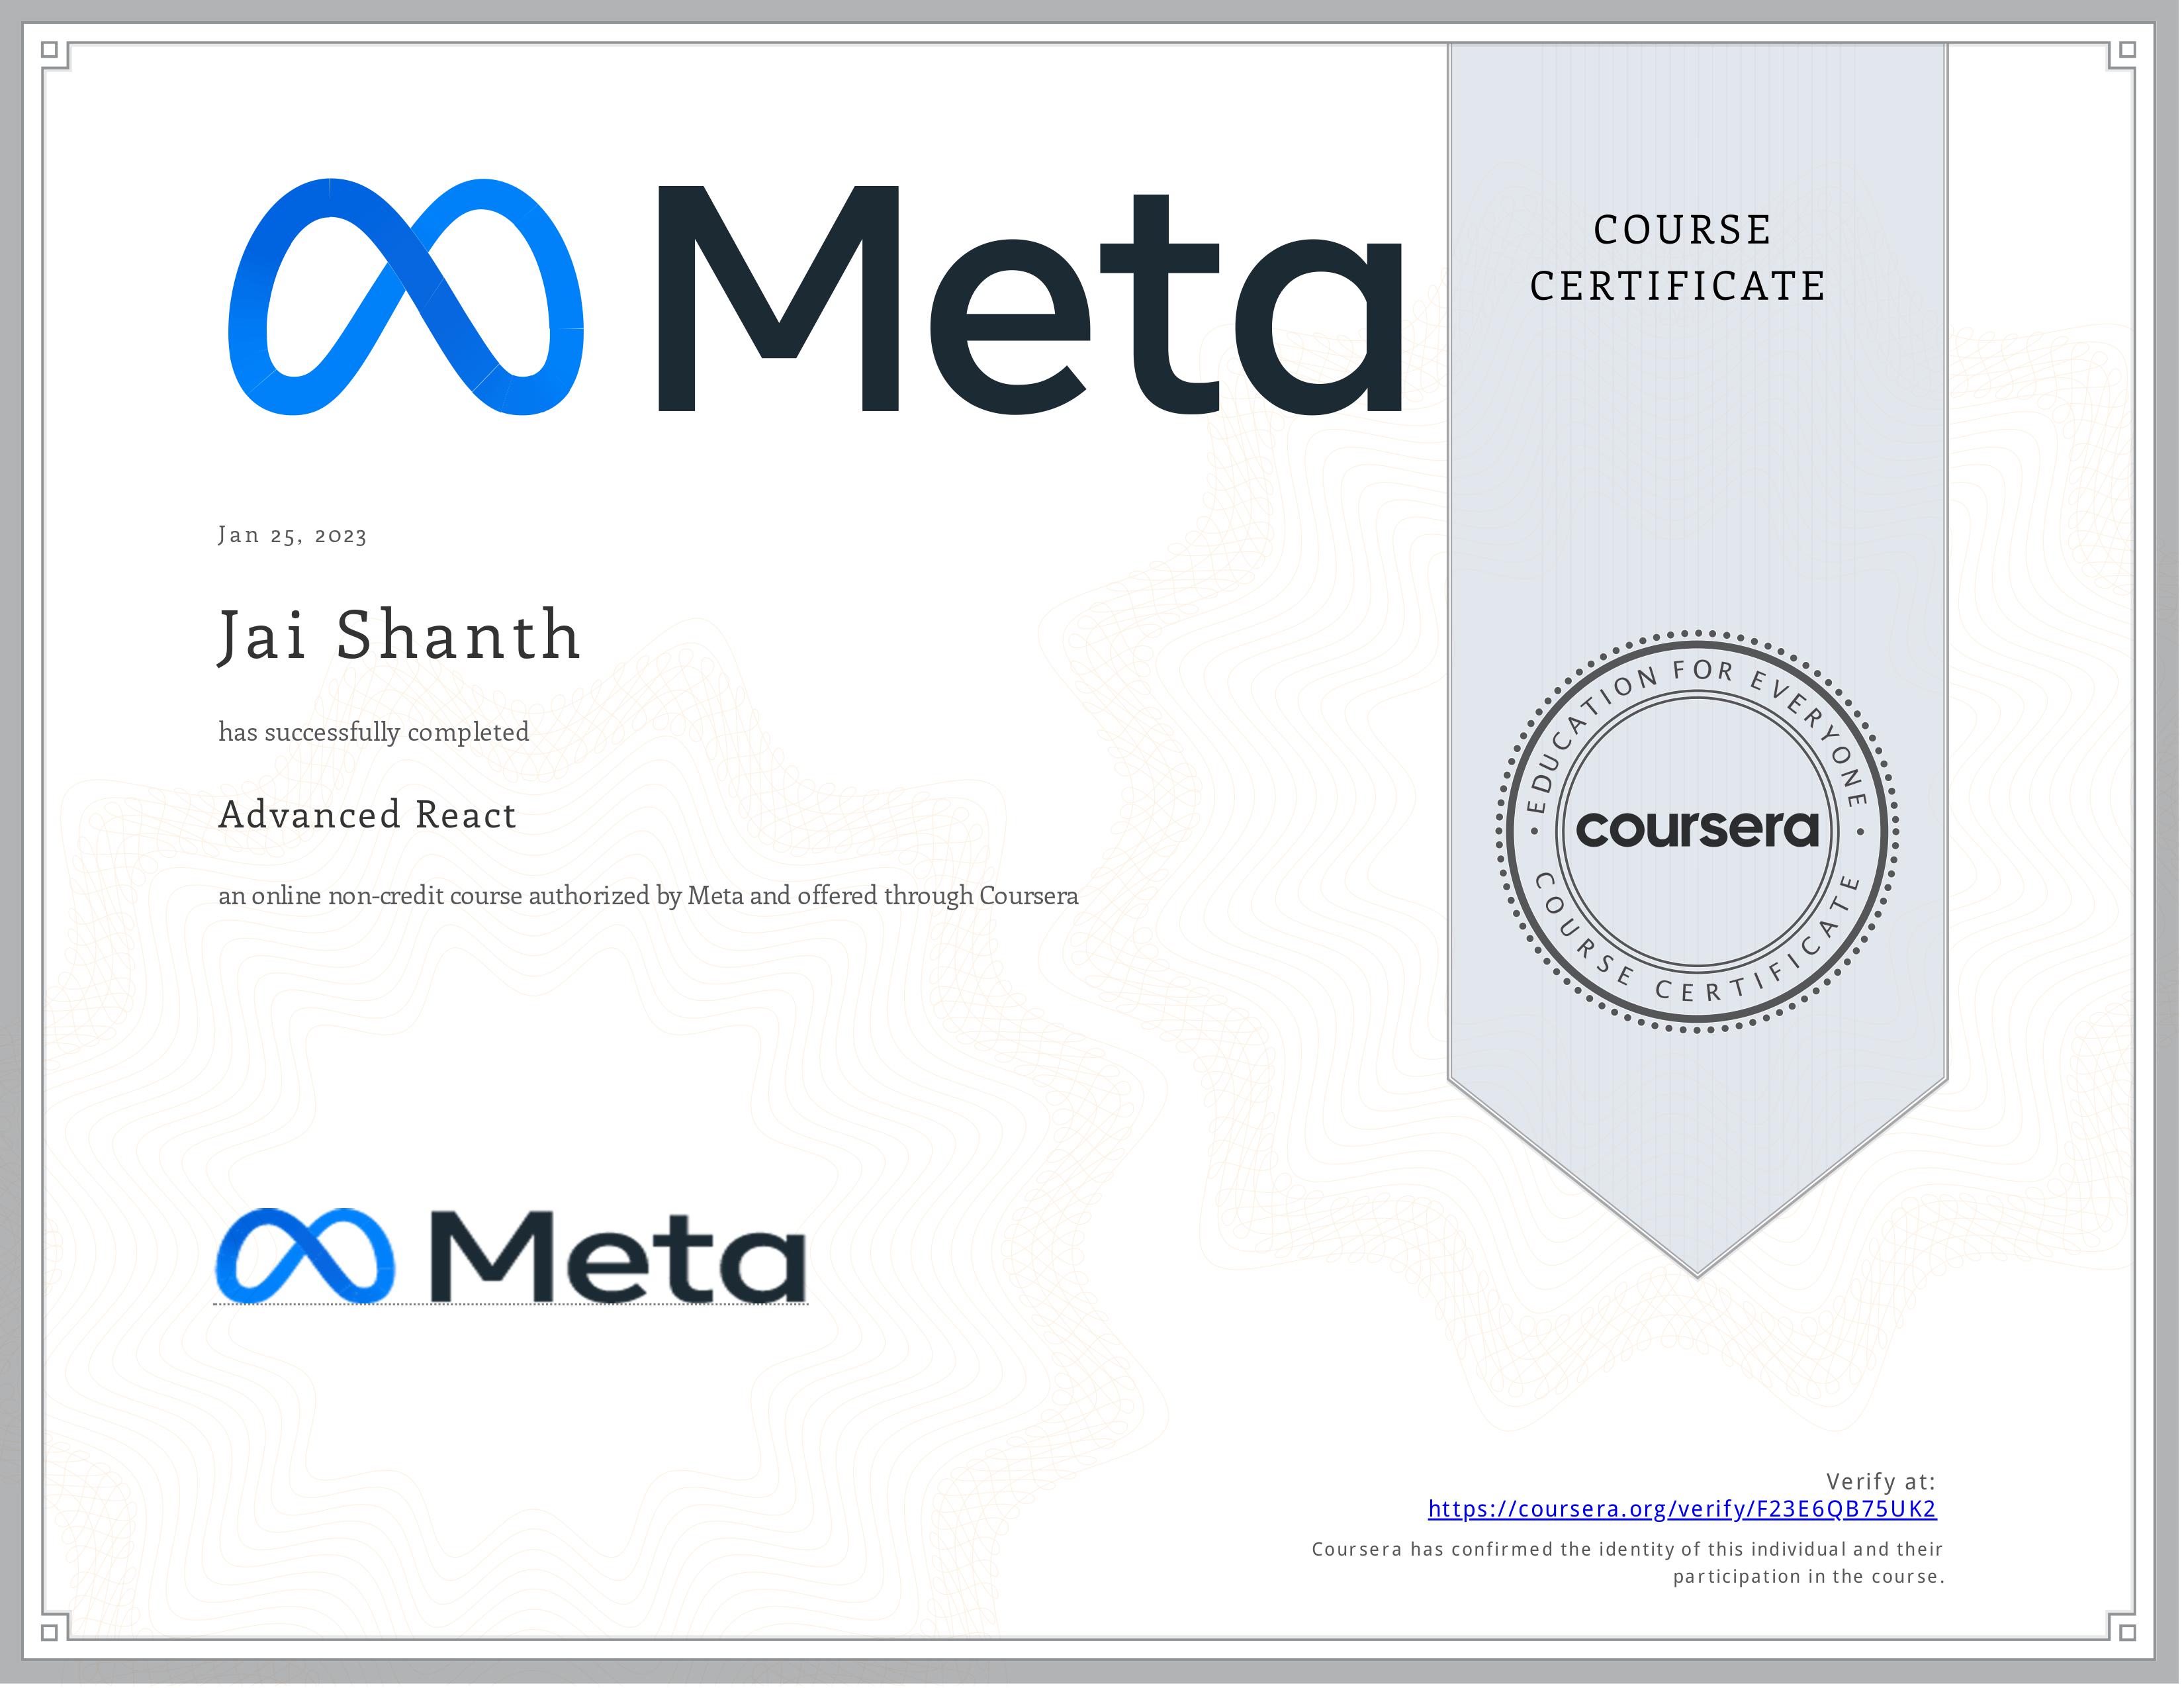 Meta
COURSE
CERTIFICATE
Jan 25, 2023
Jai Shanth
has successfully completed
Advanced React
an online non-credit course authorized by Meta and offered through Coursera
EDUCATION FOR EVERYONE
coursera
COURSE CERTIFICATE
Meta
Verify at:
https://coursera.org/verify/F23E6QB75UK2
Coursera has confirmed the identity of this individual and their
participation in the course.